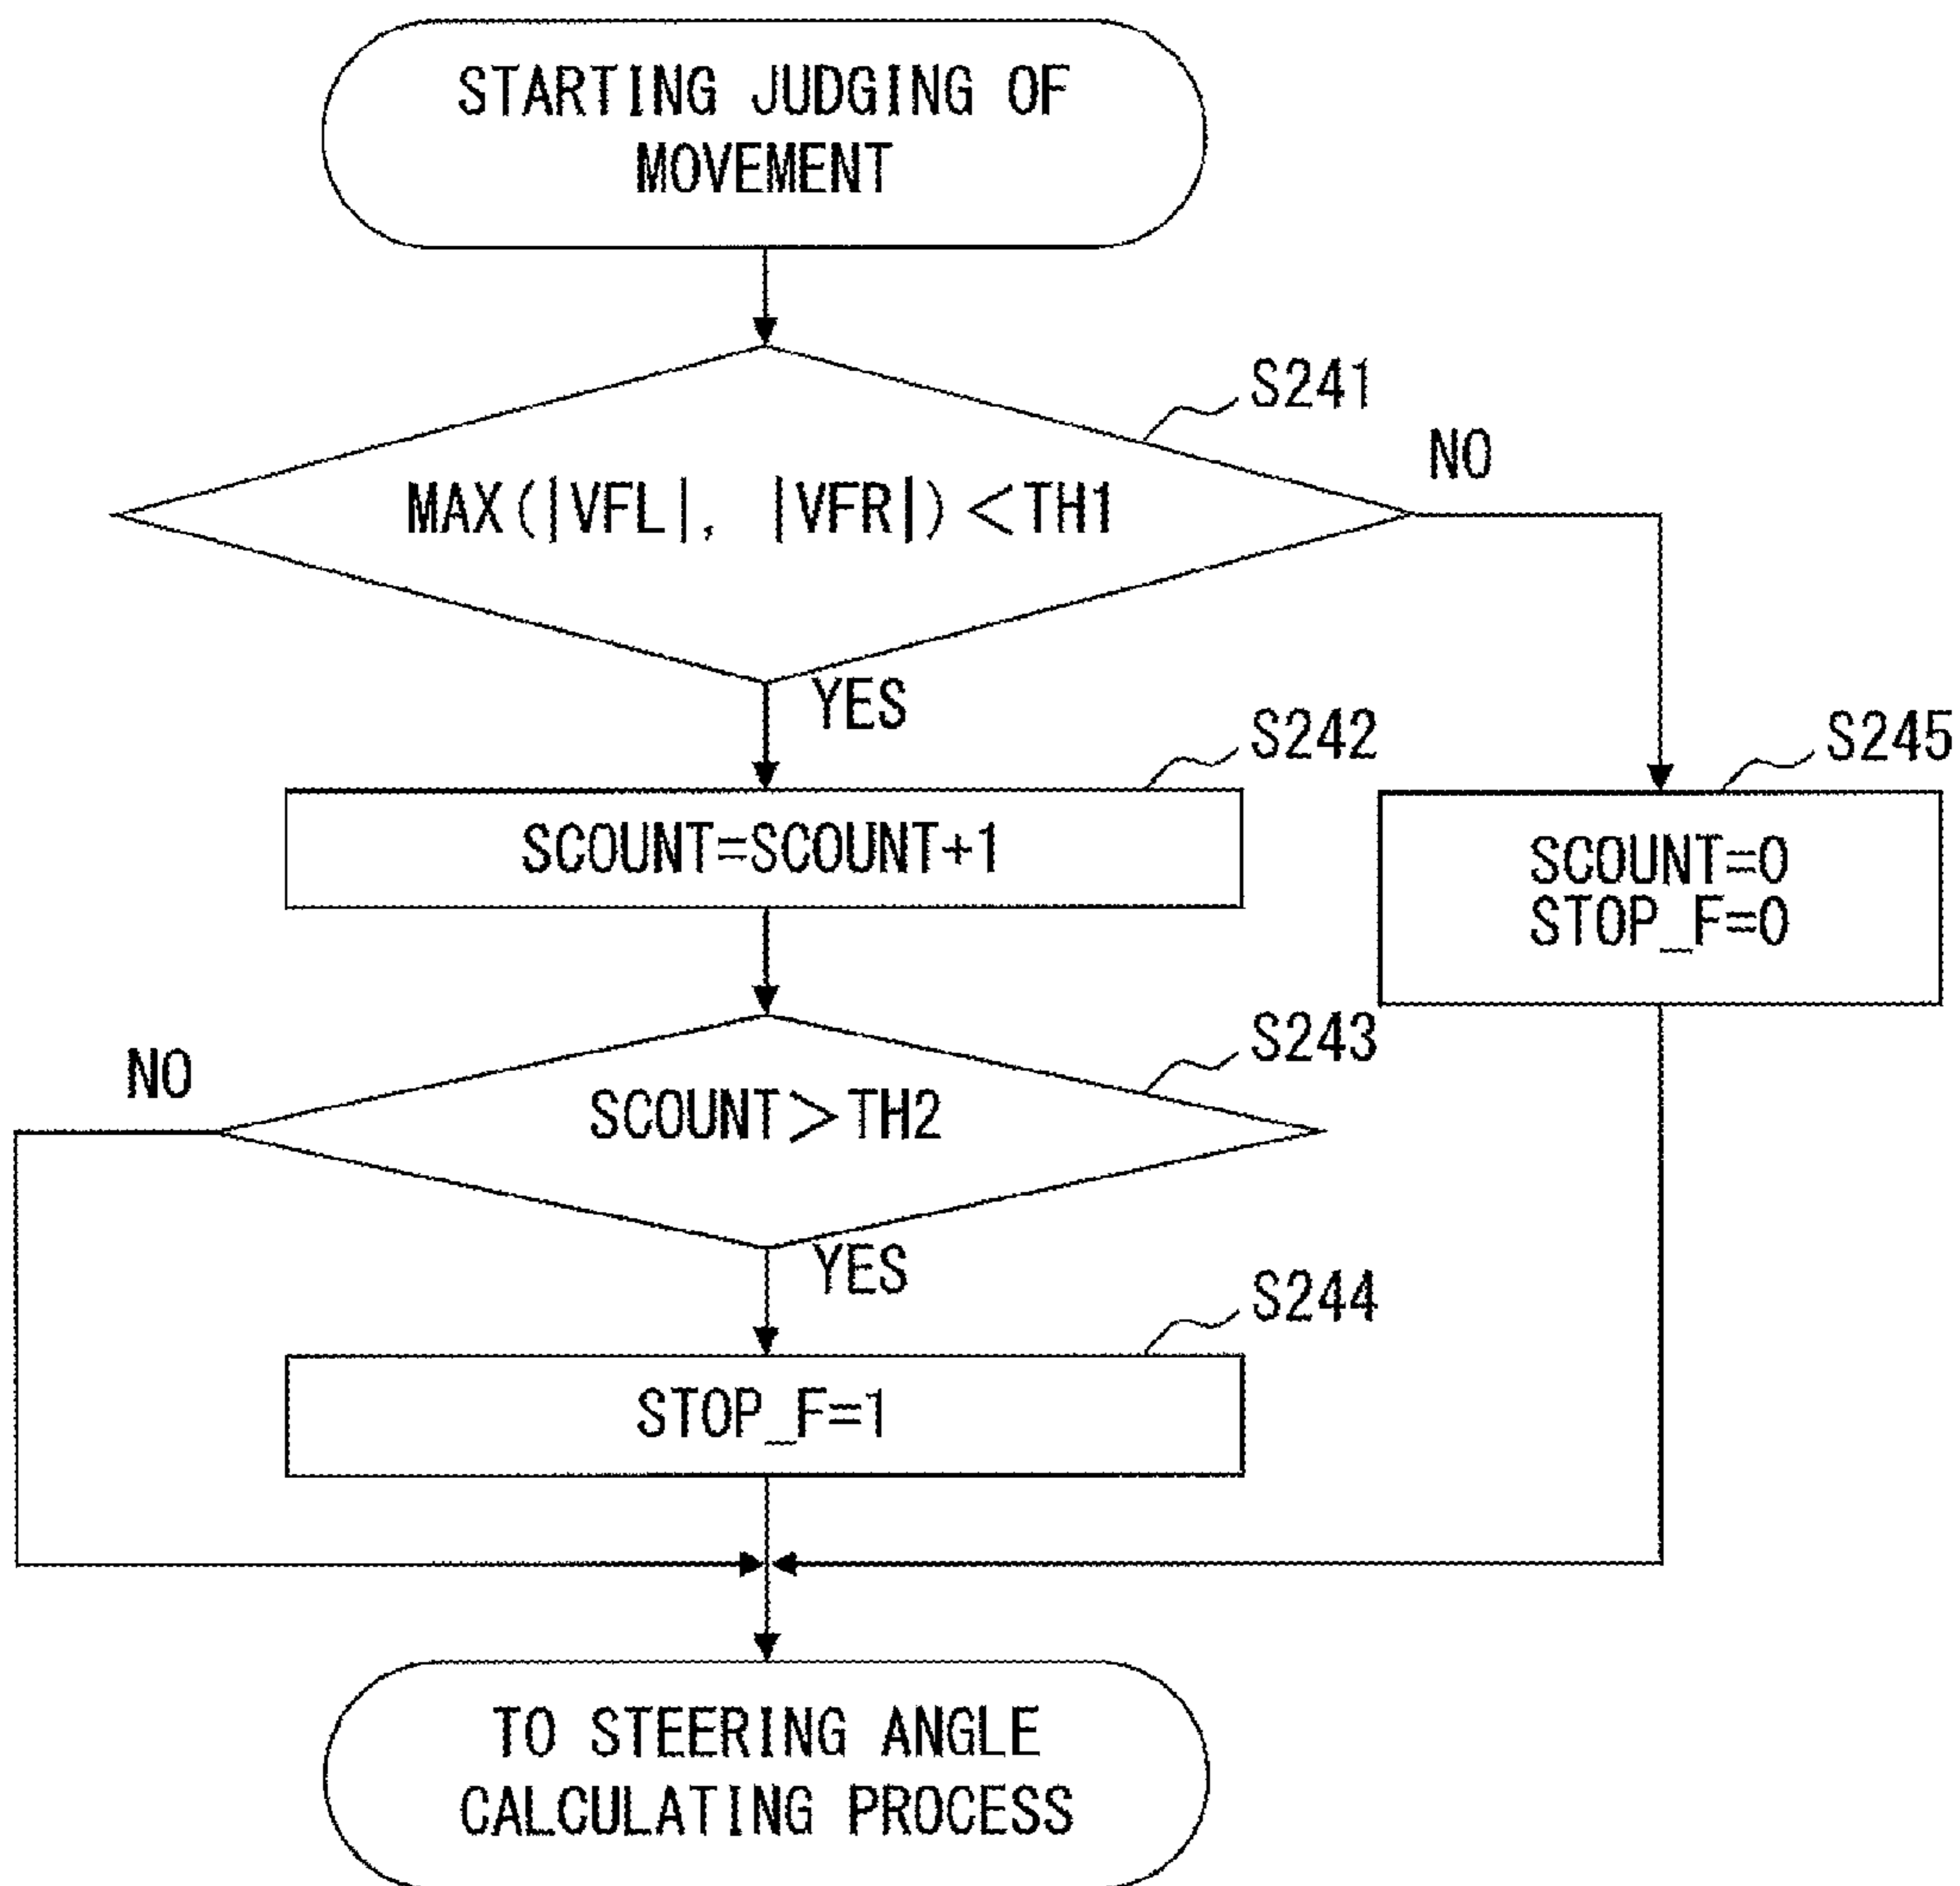 STARTING JUDGING OF
MOVEMENT
S241
NO
MAX(|VFL|, |VFR|)<TH1
YES
S242
S245
SCOUNT=SCOUNT+1
SCOUNT=0
STOP_F=0
S243
NO
SCOUNT>TH2
YES
S244
STOP_F=1
TO STEERING ANGLE
CALCULATING PROCESS